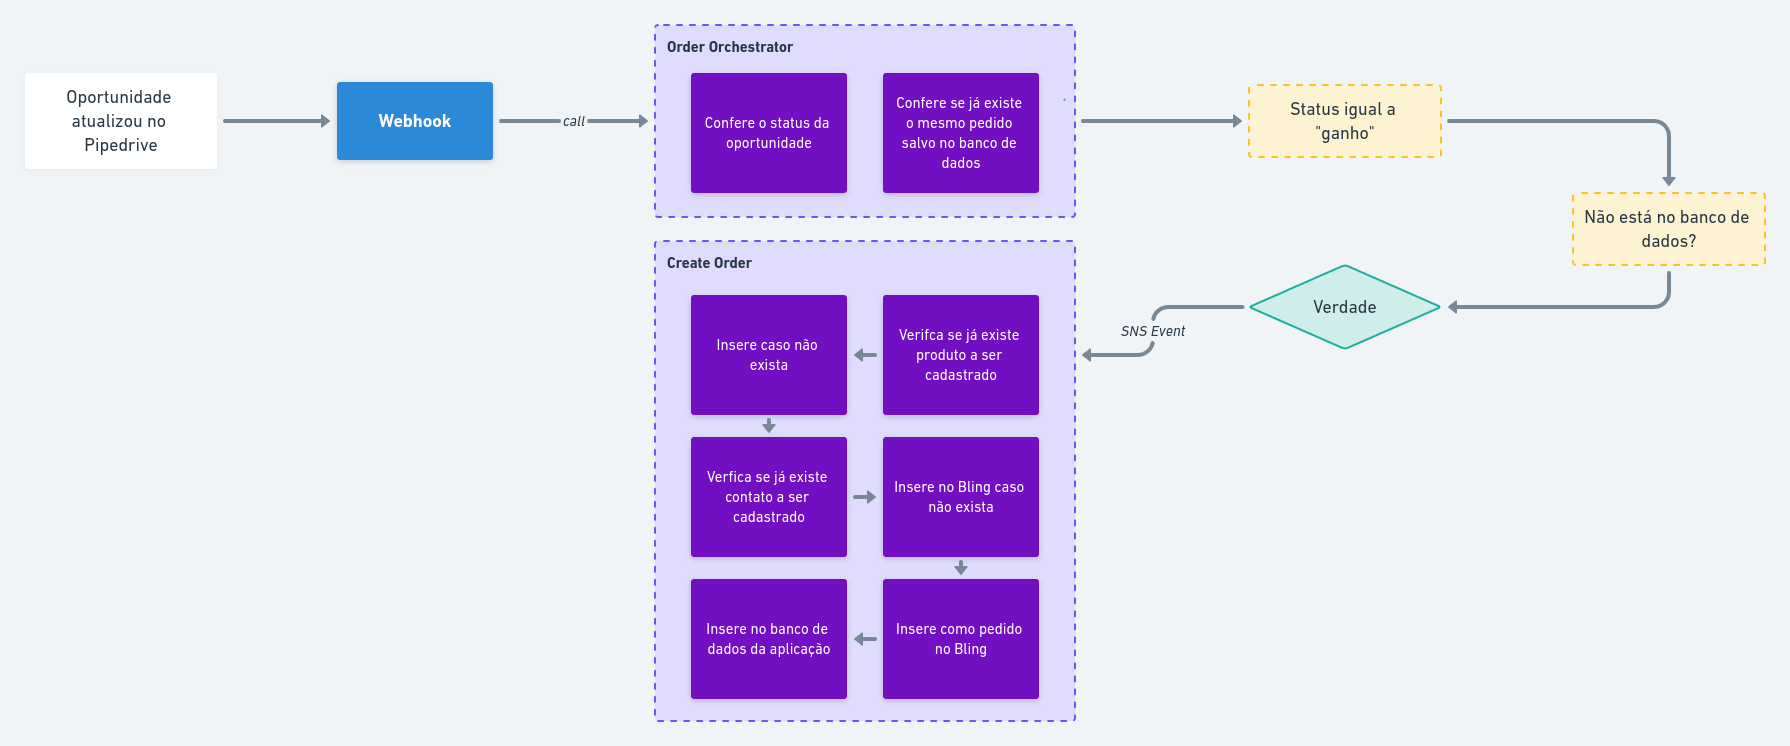 Oportunidade
atualizou no
Pipedrive
Webhook
call
Order Orchestrator
Confere o status da
oportunidade
Confere se já existe
o mesmo pedido
salvo no banco de
dados
Status igual a
"ganho"
Não está no banco de
dados?
Verdade
SNS Event
Create Order
Verifca se já existe
produto a ser
cadastrado
Insere caso não
exista
Verfica se já existe
contato a ser
cadastrado
Insere no Bling caso
não exista
Insere como pedido
no Bling
Insere no banco de
dados da aplicação